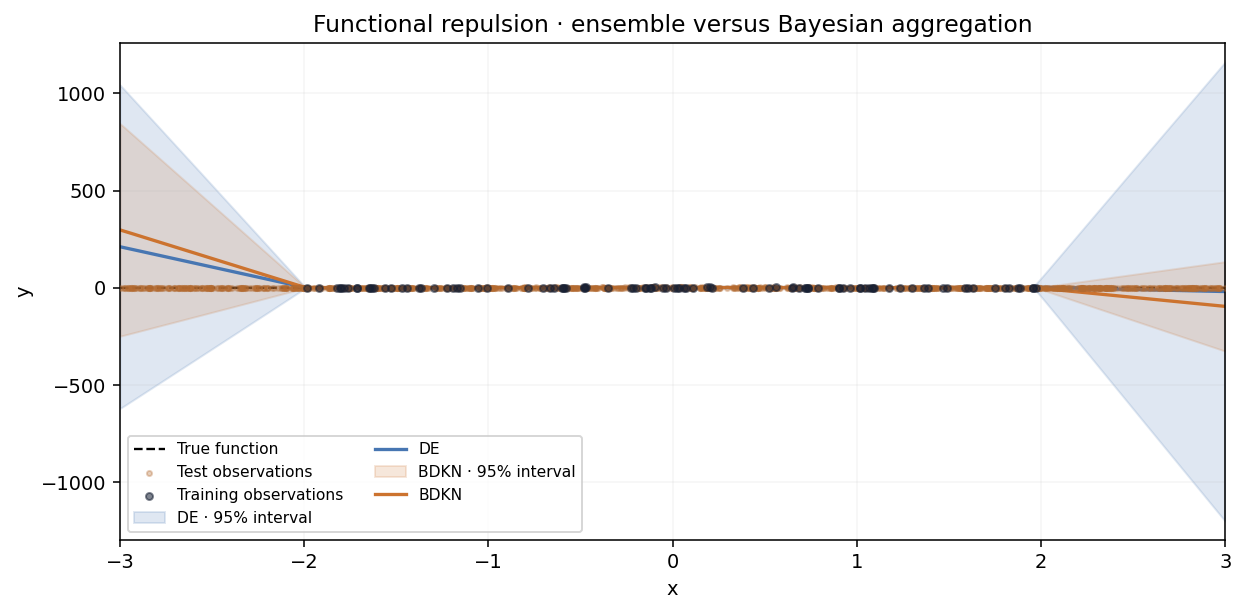 Functional repulsion · ensemble versus Bayesian aggregation
y
1000
500
0
−500
−1000
True function
Test observations
Training observations
DE · 95% interval
DE
BDKN · 95% interval
BDKN
−3
−2
−1
0
1
2
3
x